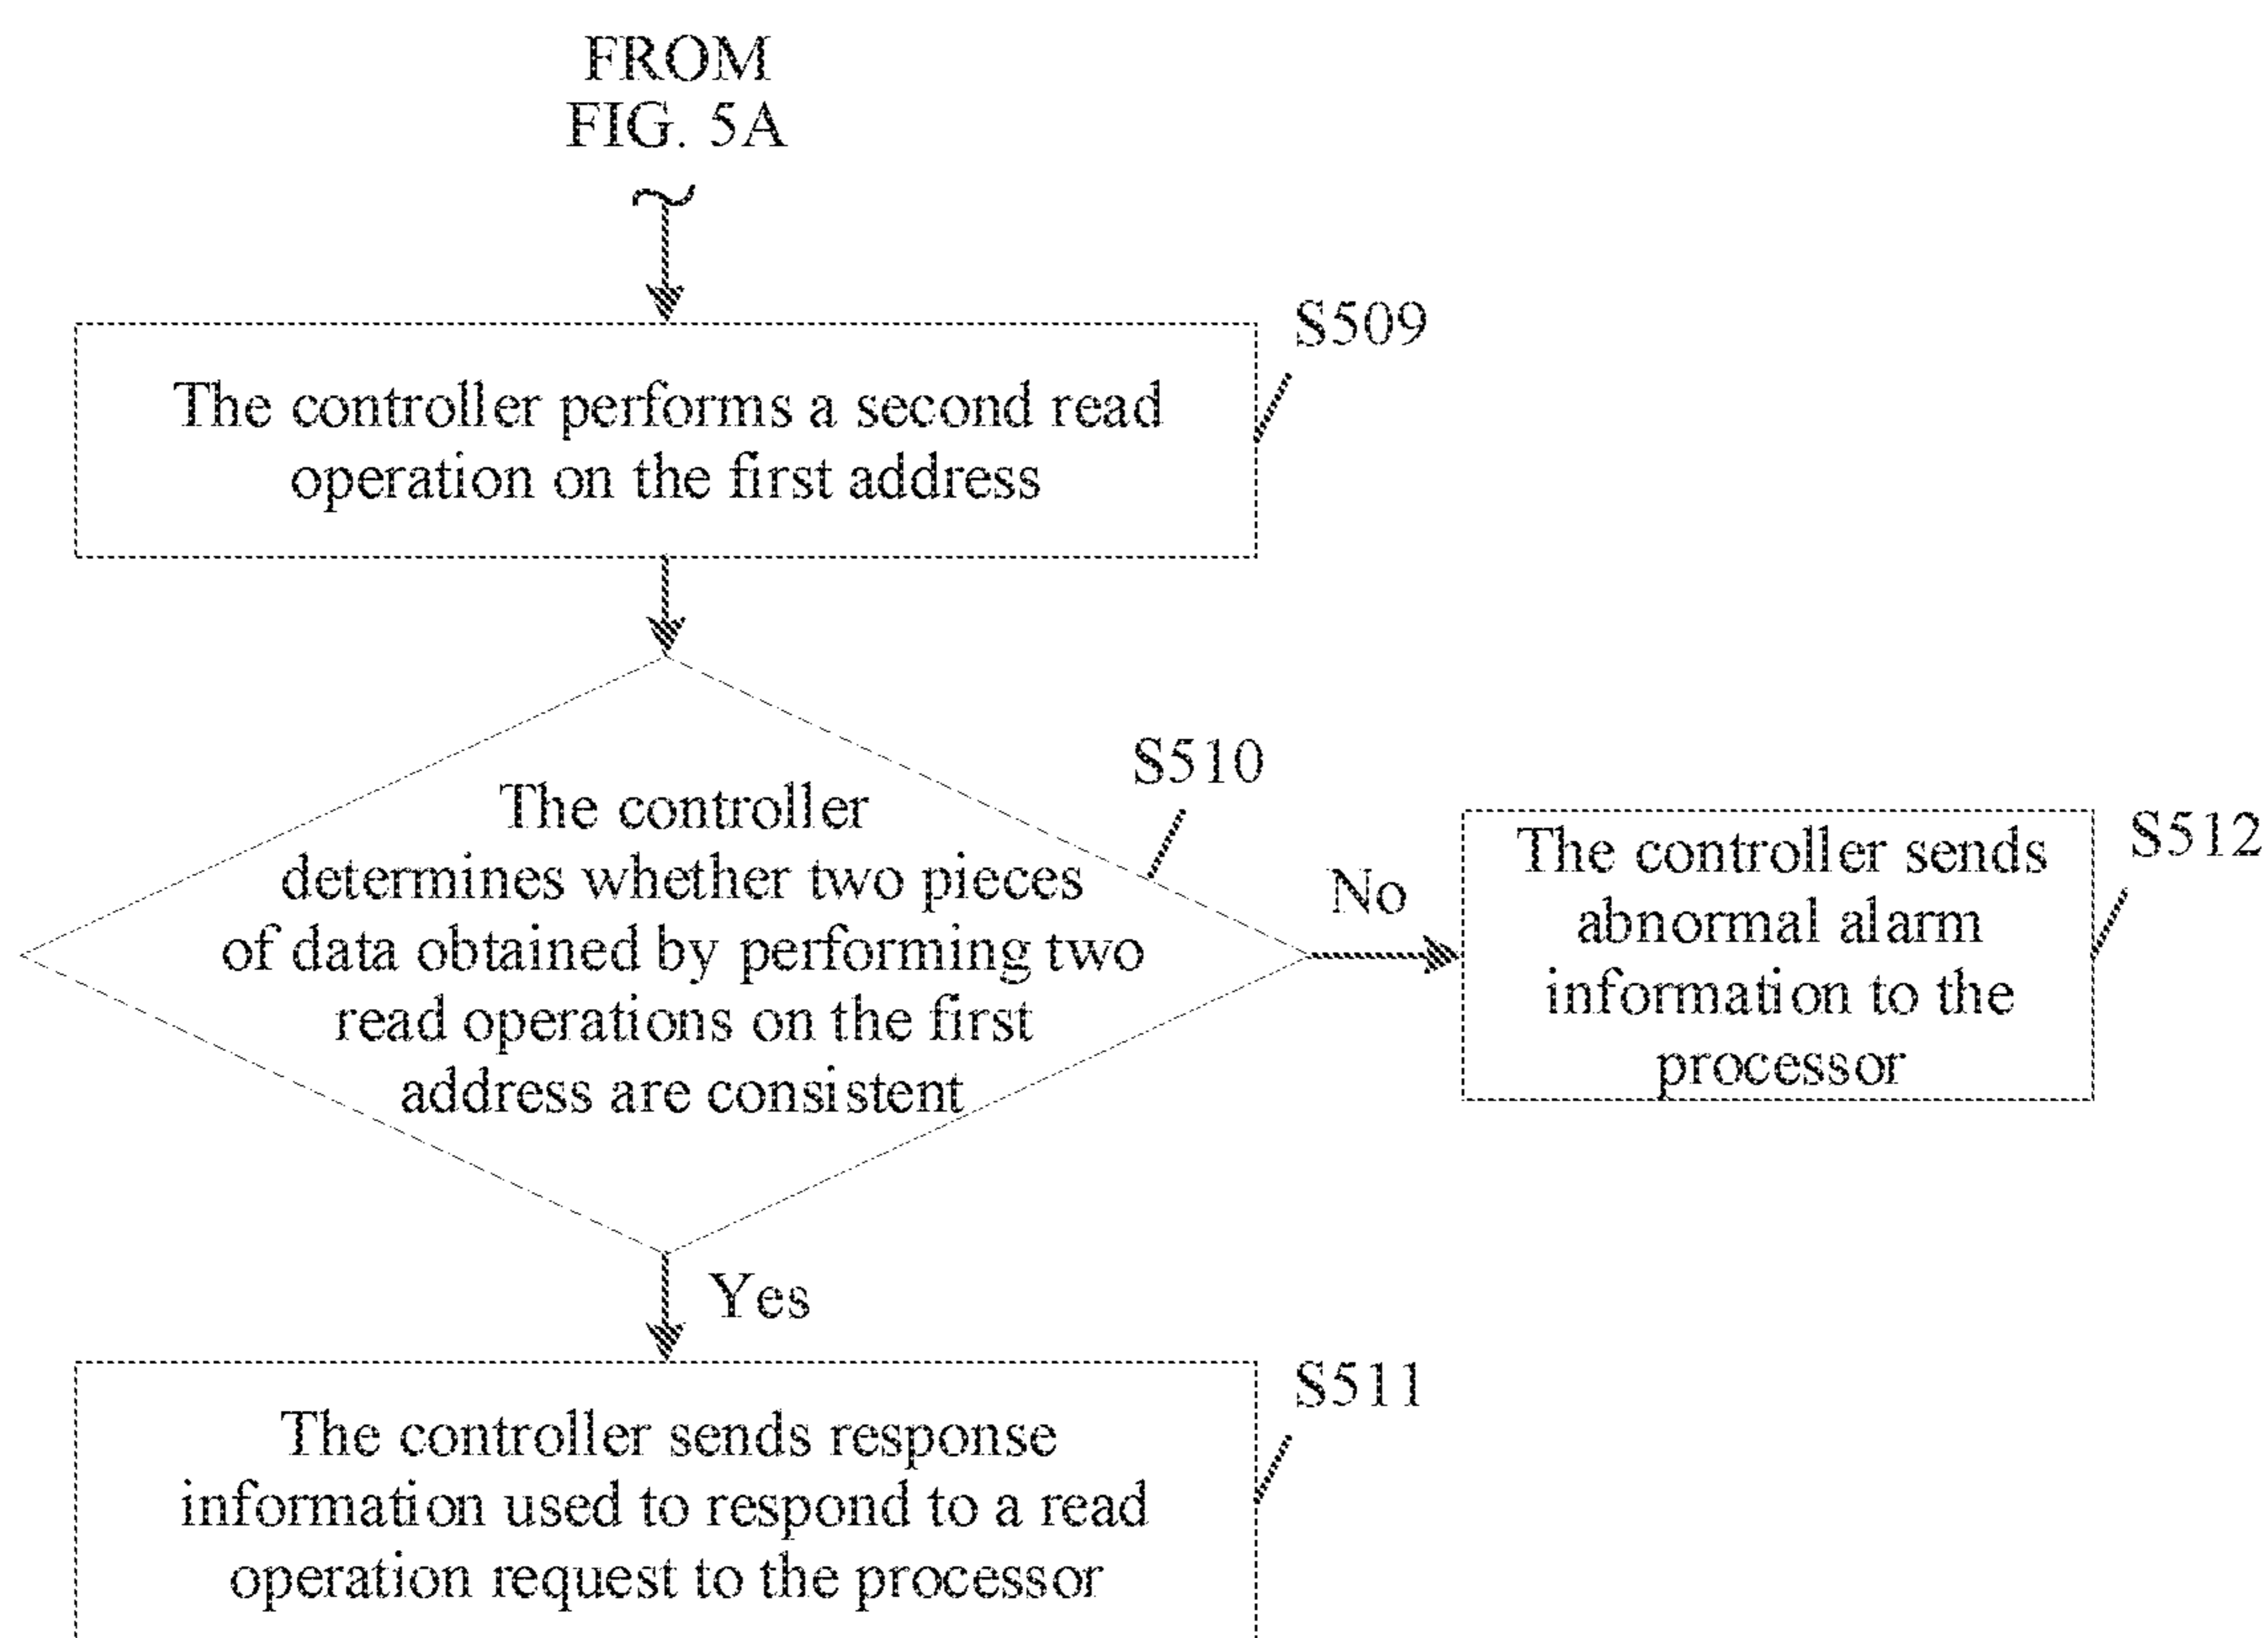 FROM
FIG. 5A
S509
The controller performs a second read
operation on the first address
S510
The controller
determines whether two pieces
of data obtained by performing two
read operations on the first
address are consistent
No
S512
The controller sends
abnormal alarm
information to the
processor
Yes
S511
The controller sends response
information used to respond to a read
operation request to the processor